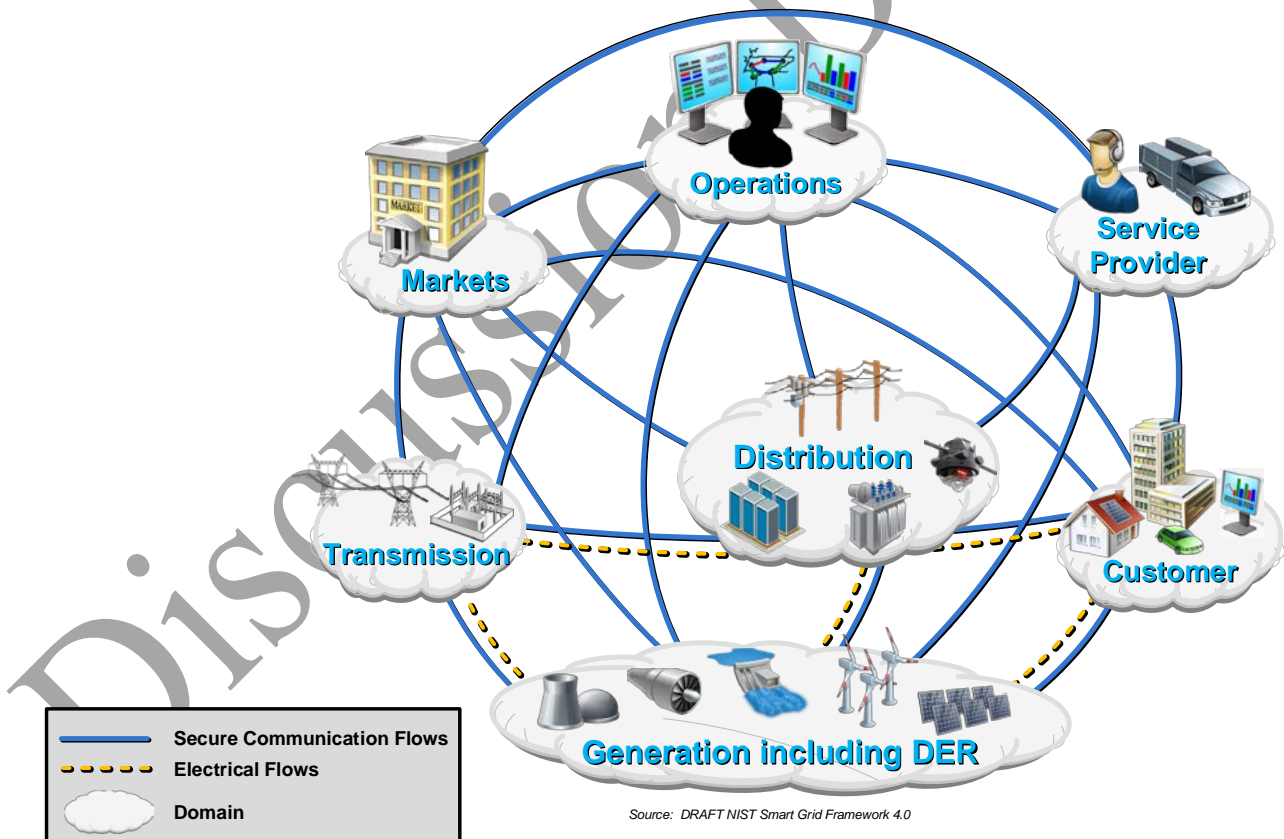 Operations
MARKET
Markets
Service
Provider
Distribution
Transmission
Customer
Generation including DER
Secure Communication Flows
Electrical Flows
Domain
Source: DRAFT NIST Smart Grid Framework 4.0
Discussion